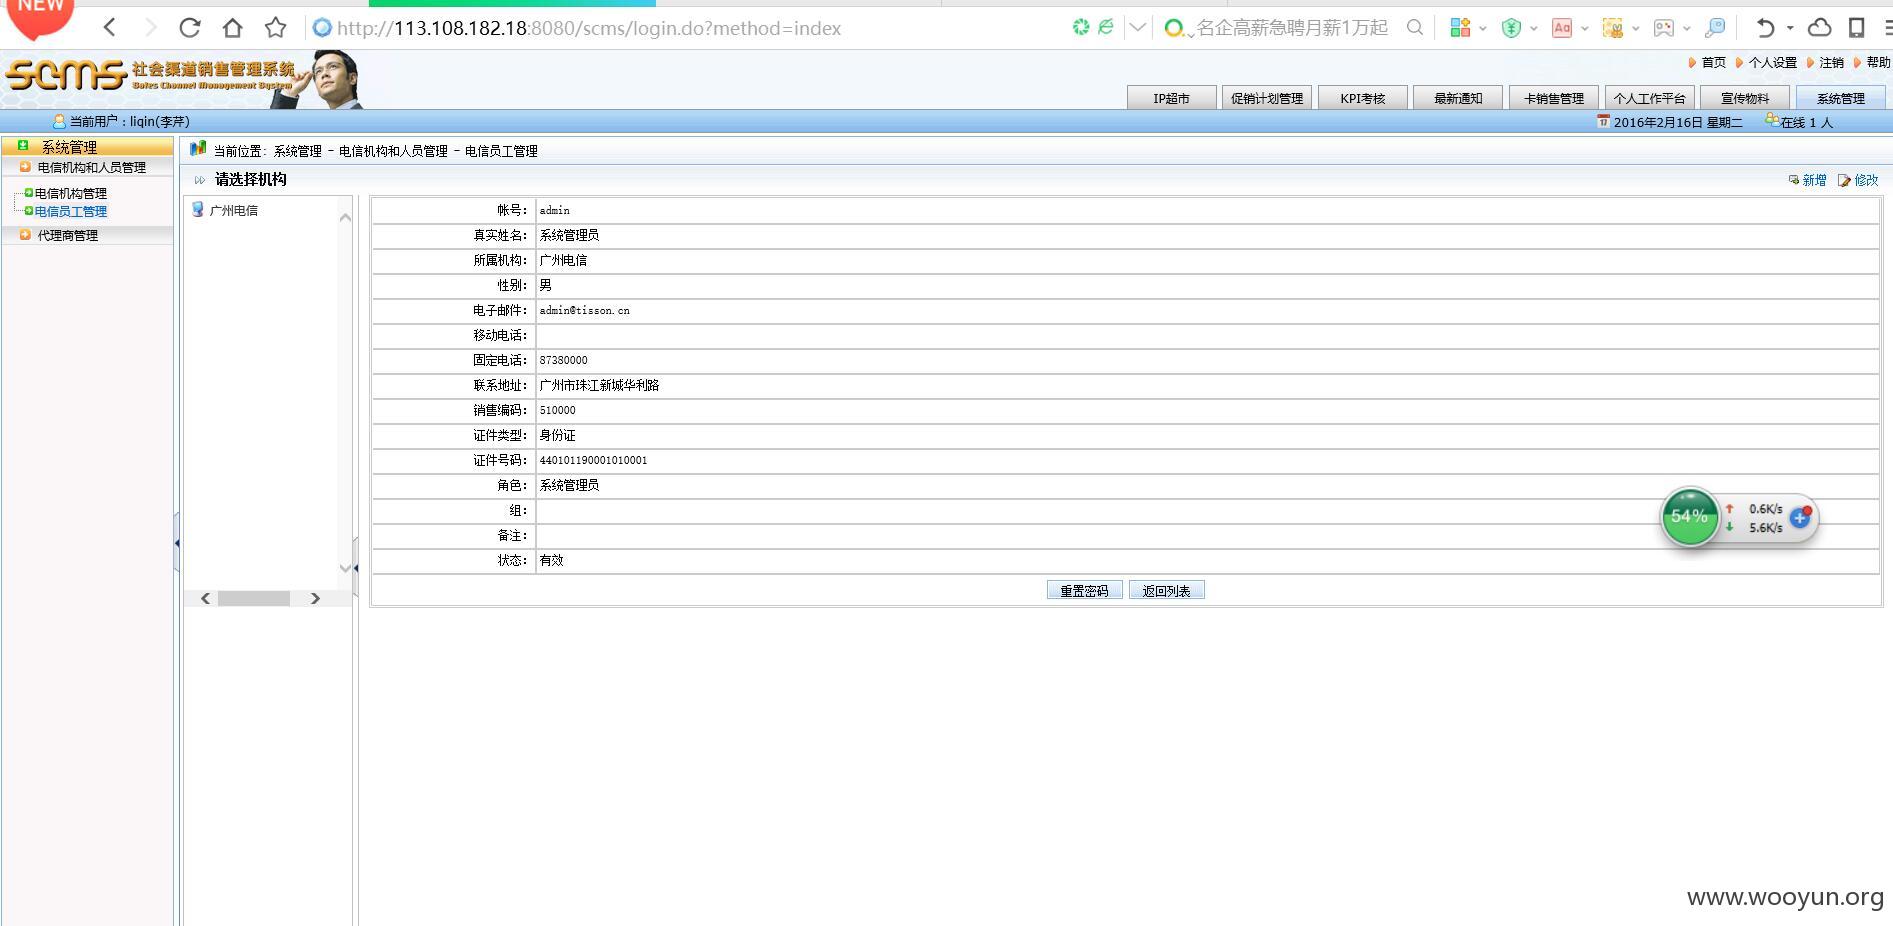 NEW
http://113.108.182.18:8080/scms/login.do?method=index
名企高薪急聘月薪1万起
scms 社会渠道销售管理系统
Sales Channel Management System
首页 个人设置 注销 帮助
IP超市 促销计划管理 KPI考核 最新通知 卡销售管理 个人工作平台 宣传物料 系统管理
当前用户：liqin(李芹)
2016年2月16日 星期二 在线 1 人
系统管理
电信机构和人员管理
电信机构管理
电信员工管理
代理商管理
当前位置：系统管理 - 电信机构和人员管理 - 电信员工管理
请选择机构
新增 修改
广州电信
帐号： admin
真实姓名： 系统管理员
所属机构： 广州电信
性别： 男
电子邮件： admin@tisson.cn
移动电话：
固定电话： 87380000
联系地址： 广州市珠江新城华利路
销售编码： 510000
证件类型： 身份证
证件号码： 440101190001010001
角色： 系统管理员
组：
备注：
状态： 有效
重置密码 返回列表
54%
0.6K/s
5.6K/s
www.wooyun.org